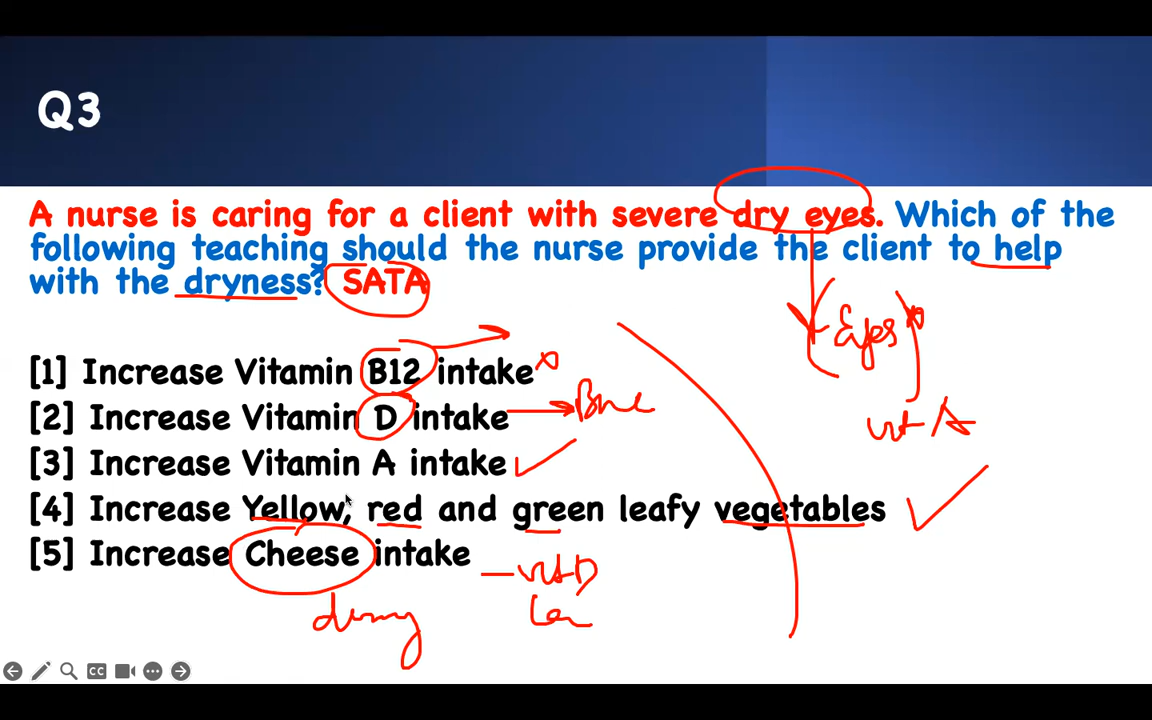 Q3
A nurse is caring for a client with severe dry eyes. Which of the
following teaching should the nurse provide the client to help
with the dryness? SATA
Eyes
[1] Increase Vitamin B12 intake
[2] Increase Vitamin D intake
Bone
vit A
[3] Increase Vitamin A intake
[4] Increase Yellow, red and green leafy vegetables
[5] Increase Cheese intake
vit D
CC